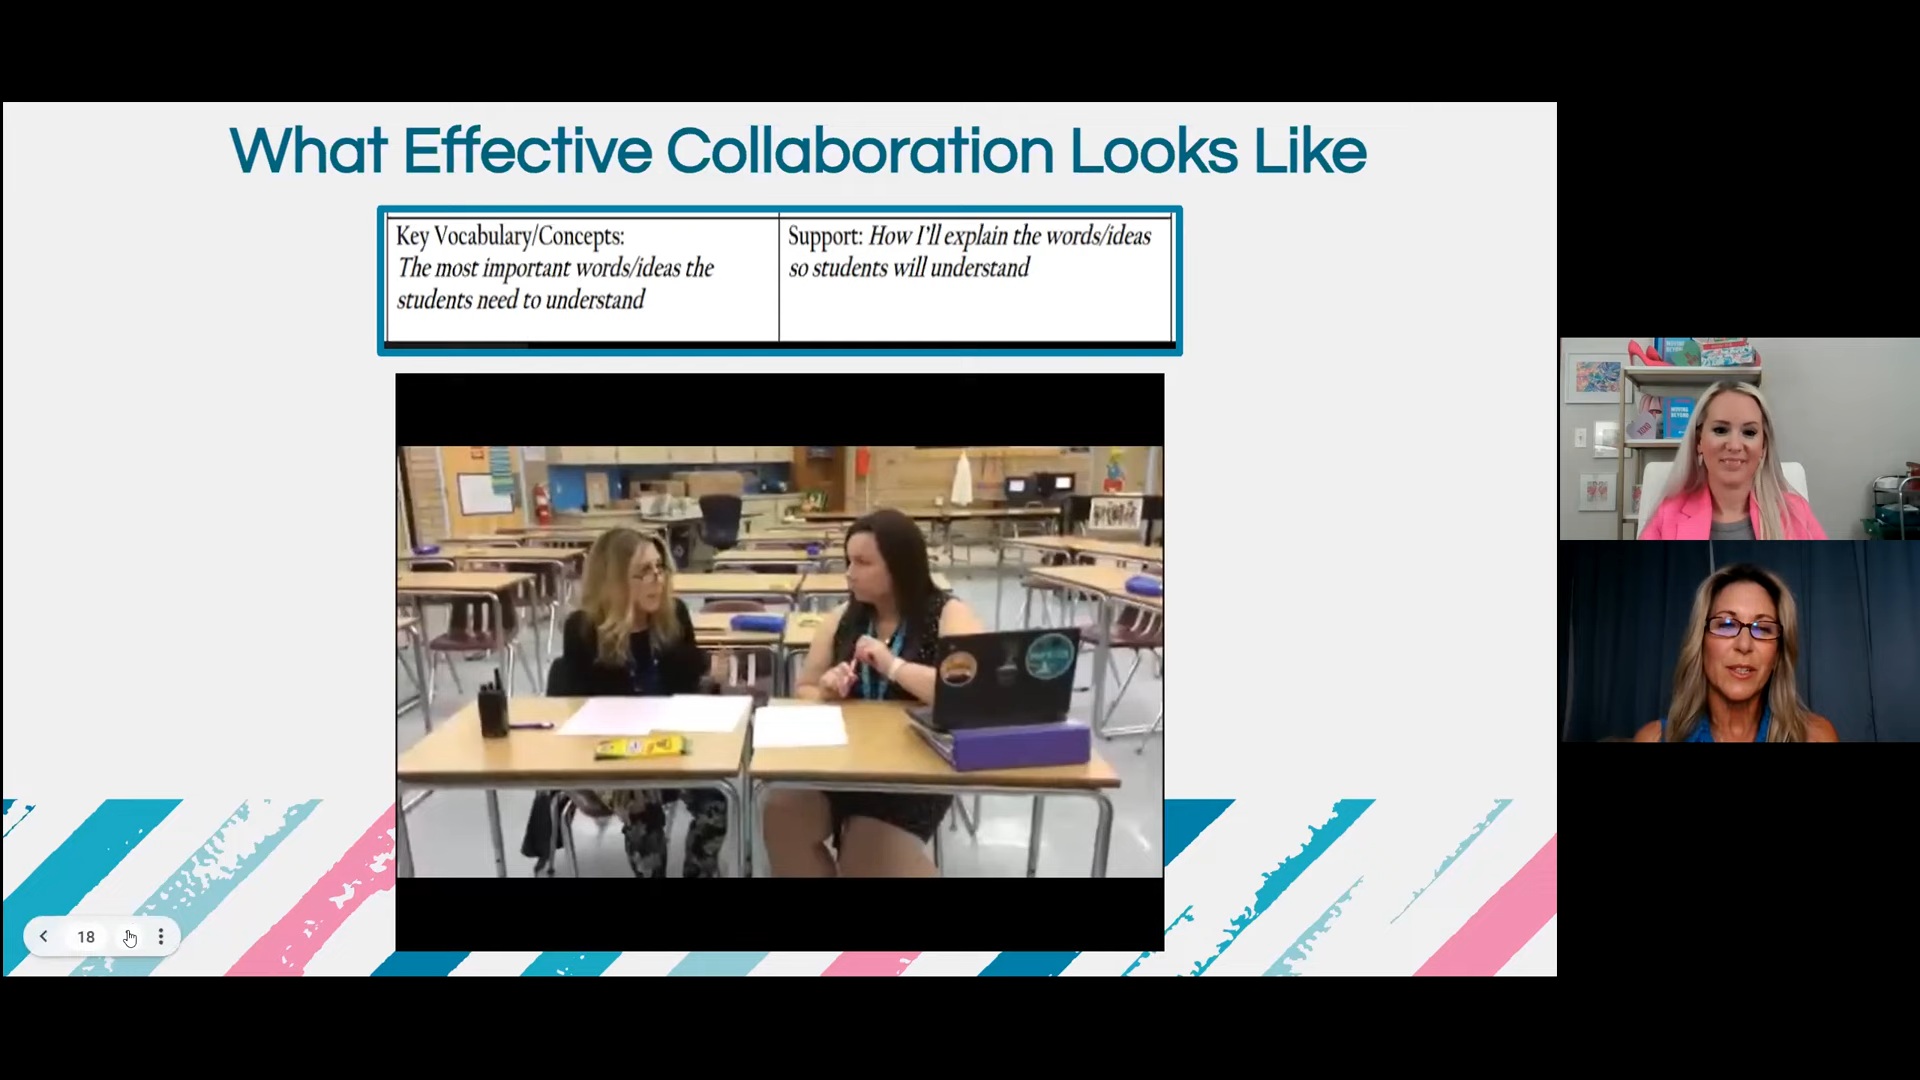 What Effective Collaboration Looks Like
Key Vocabulary/Concepts:
The most important words/ideas the
students need to understand
Support: How I'll explain the words/ideas
so students will understand
18